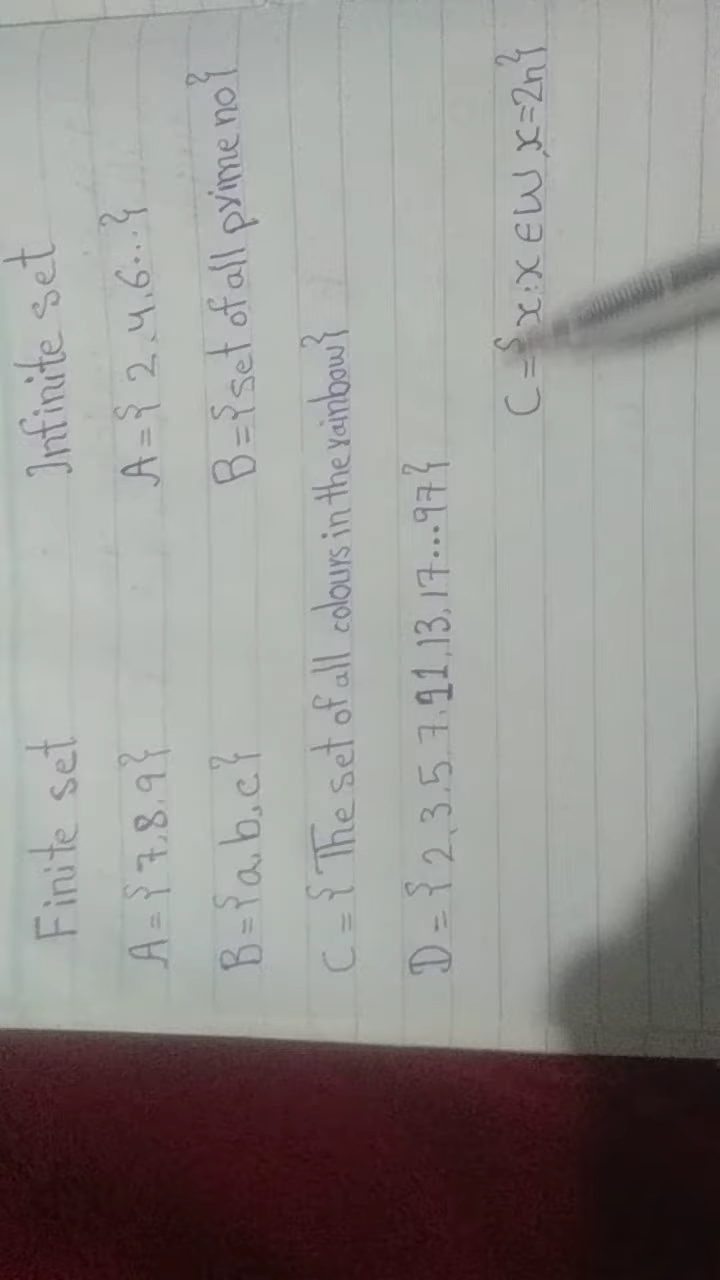 Finite set Infinite set
A = {7,8,9} A = {2,4,6...}
B = {a,b,c} B = {set of all prime no}
C = {The set of all colours in the rainbow}
D = {2,3,5,7,11,13,17...97}
C = {x:x∈W,x=2n}